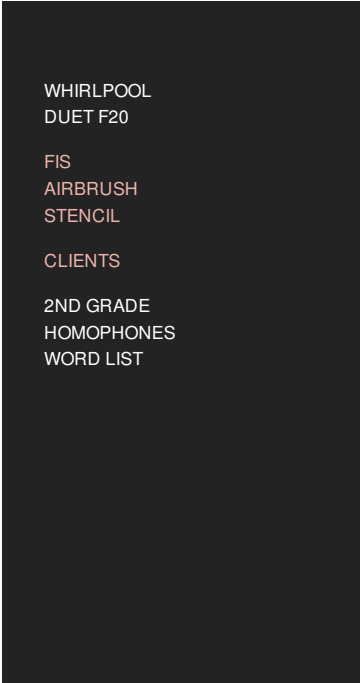 WHIRLPOOL
DUET F20
FIS
AIRBRUSH
STENCIL
CLIENTS
2ND GRADE
HOMOPHONES
WORD LIST